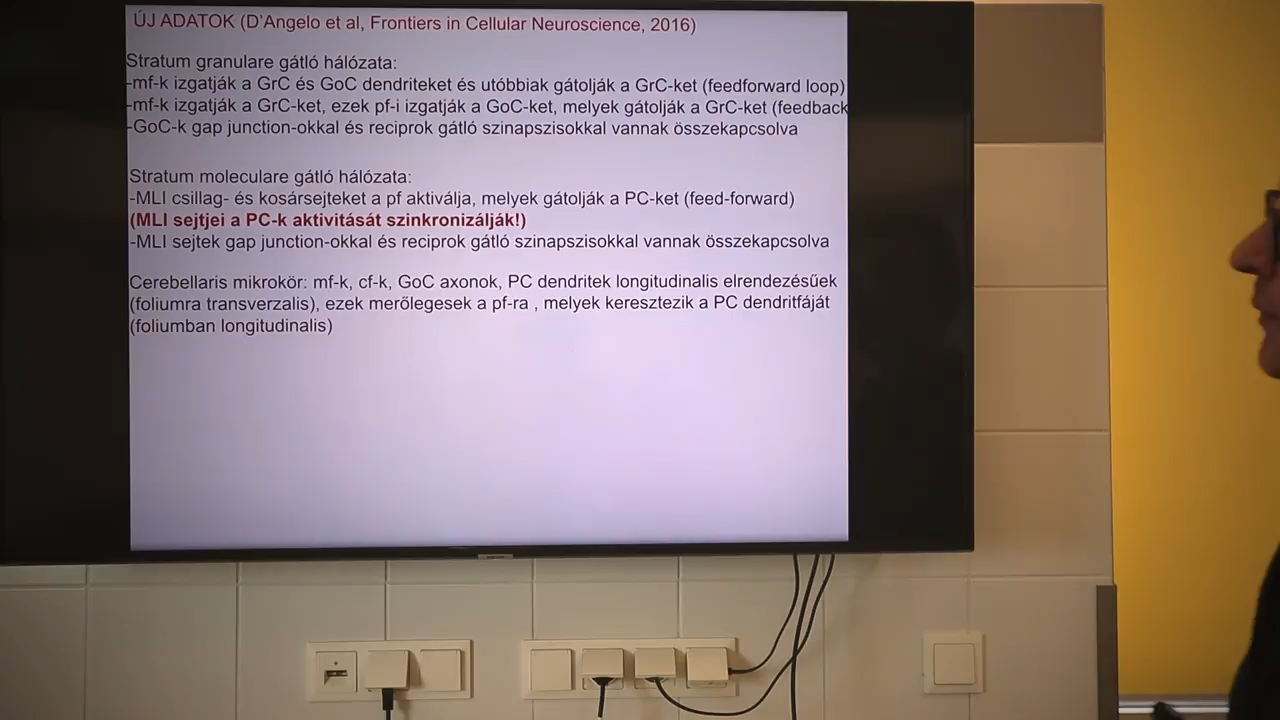 ÚJ ADATOK (D'Angelo et al, Frontiers in Cellular Neuroscience, 2016)
Stratum granulare gátló hálózata:
-mf-k izgatják a GrC és GoC dendriteket és utóbbiak gátolják a GrC-ket (feedforward loop)
-mf-k izgatják a GrC-ket, ezek pf-i izgatják a GoC-ket, melyek gátolják a GrC-ket (feedback
-GoC-k gap junction-okkal és reciprok gátló szinapszisokkal vannak összekapcsolva
Stratum moleculare gátló hálózata:
-MLI csillag- és kosársejteket a pf aktiválja, melyek gátolják a PC-ket (feed-forward)
(MLI sejtjei a PC-k aktivitását szinkronizálják!)
-MLI sejtek gap junction-okkal és reciprok gátló szinapszisokkal vannak összekapcsolva
Cerebellaris mikrokör: mf-k, cf-k, GoC axonok, PC dendritek longitudinalis elrendezésűek
(foliumra transverzalis), ezek merőlegesek a pf-ra , melyek keresztezik a PC dendritfáját
(foliumban longitudinalis)